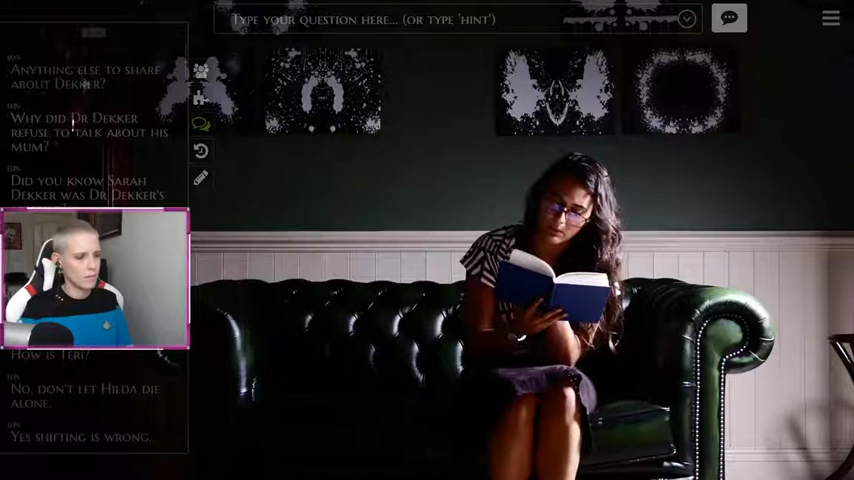 Type your question here... (or type 'hint')
Anything else to share
about Dekker?
Why did Dr Dekker
refuse to talk about his
mum?
Did you know Sarah
Dekker was Dr Dekker's
How is Teri?
No, don't let Hilda die
alone.
Yes shifting is wrong.